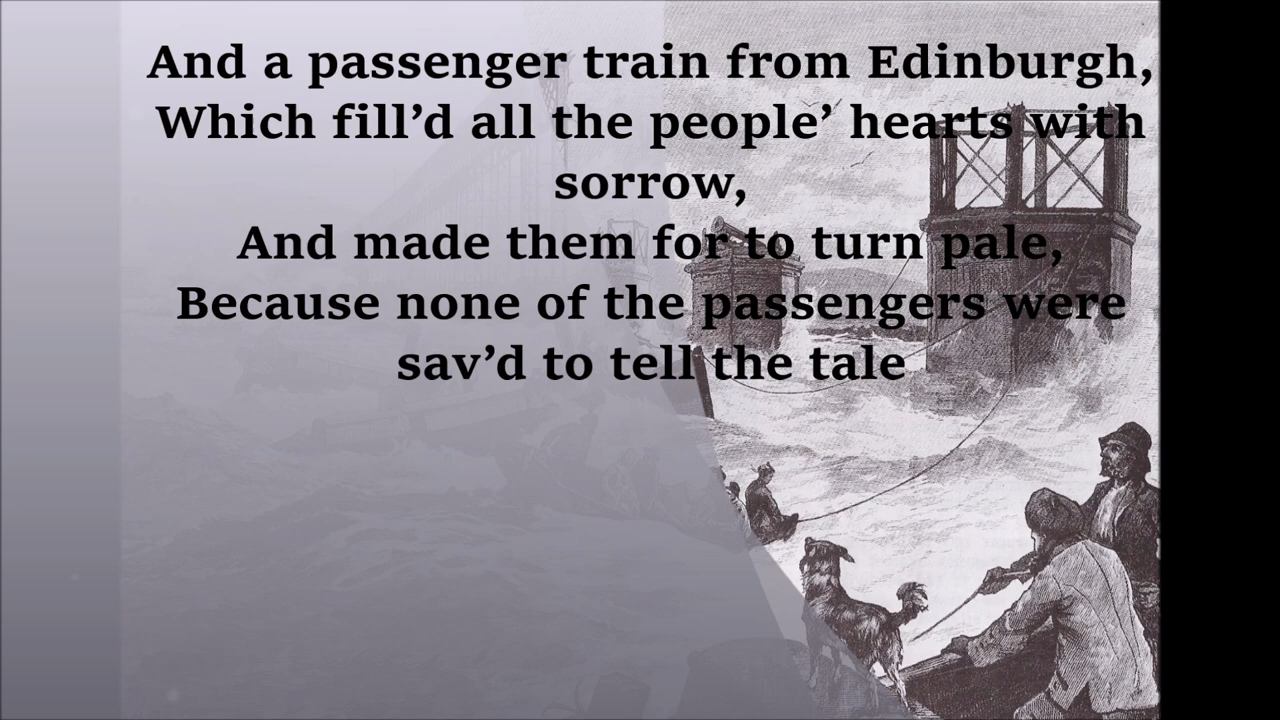 And a passenger train from Edinburgh,
Which fill’d all the people’ hearts with
sorrow,
And made them for to turn pale,
Because none of the passengers were
sav’d to tell the tale